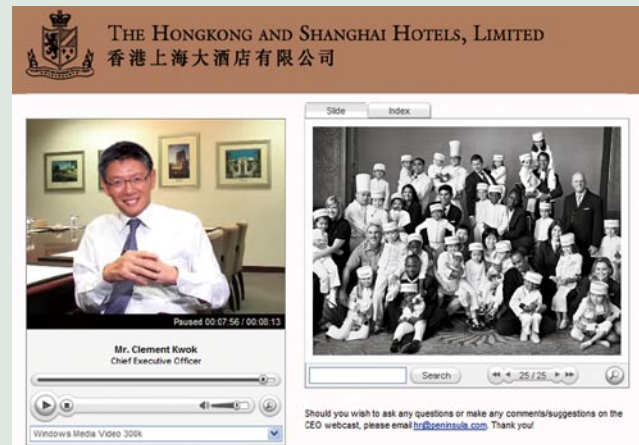 THE HONGKONG AND SHANGHAI HOTELS, LIMITED
香港上海大酒店有限公司
Slide
Index
Paused 00:07:56 / 00:08:13
Mr. Clement Kwok
Chief Executive Officer
Windows Media Video 300k
Search
25 / 25
Should you wish to ask any questions or make any comments/suggestions on the
CEO webcast, please email hr@peninsula.com. Thank you!